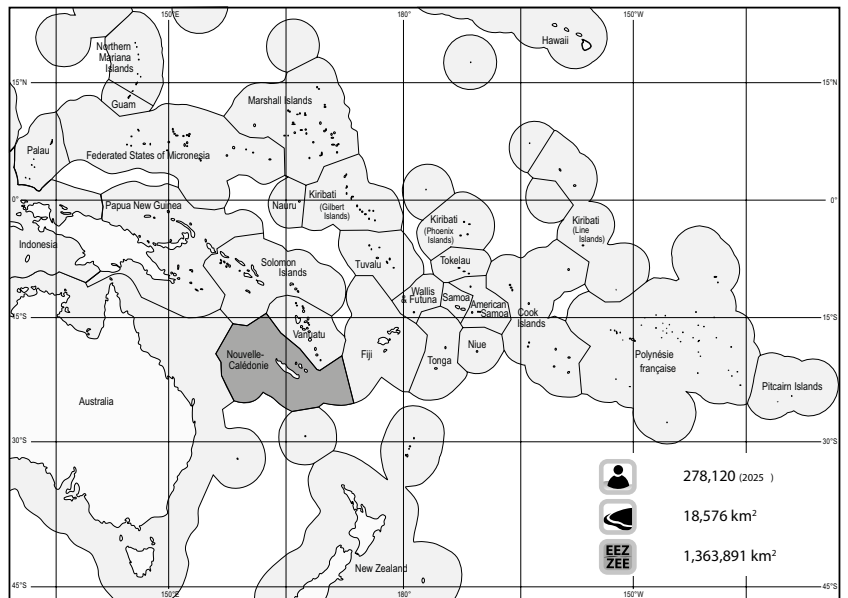 150°E
180°
150°W
Hawaii
Northern
Mariana
Islands
15°N
15°N
Guam
Marshall Islands
Palau
Federated States of Micronesia
0°
0°
Papua New Guinea
Nauru
Kiribati
(Gilbert
Islands)
Kiribati
(Phoenix
Islands)
Kiribati
(Line
Islands)
Indonesia
Solomon
Islands
Tuvalu
Tokelau
Wallis
& Futuna
Samoa
American
Samoa
Cook
Islands
15°S
15°S
Vanuatu
Nouvelle-
Calédonie
Fiji
Tonga
Niue
Polynésie
française
Pitcairn Islands
Australia
30°S
30°S
278,120 (2025 )
18,576 km²
EEZ
ZEE
1,363,891 km²
New Zealand
45°S
45°S
150°E
180°
150°W